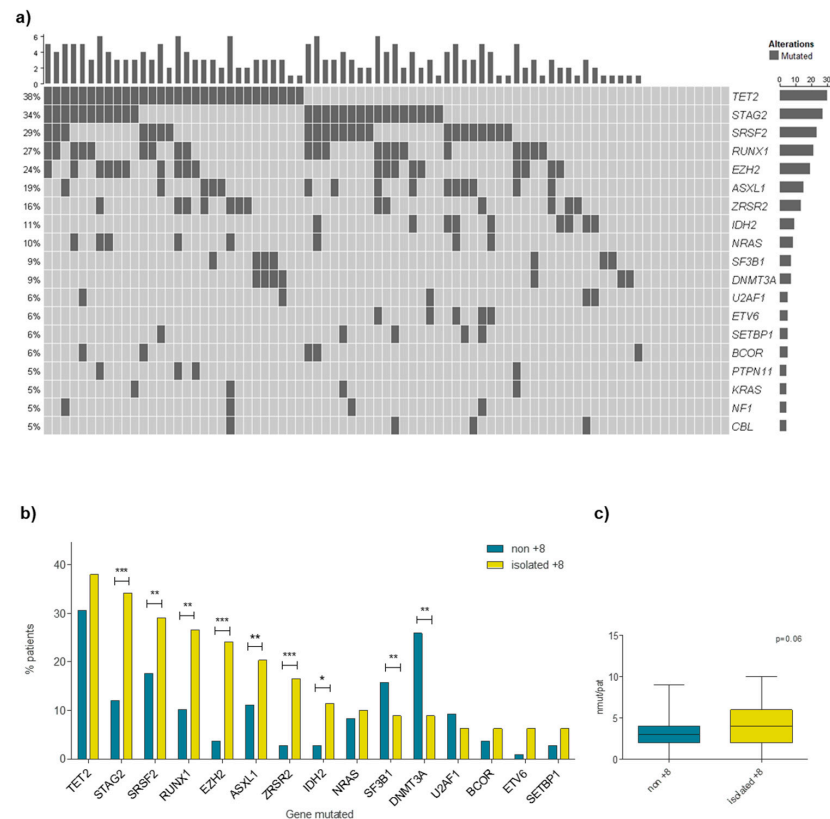 a)
6
4
2
0
Alterations
Mutated
0 10 20 30
38% TET2
34% STAG2
29% SRSF2
27% RUNX1
24% EZH2
19% ASXL1
16% ZRSR2
11% IDH2
10% NRAS
9% SF3B1
9% DNMT3A
6% U2AF1
6% ETV6
6% SETBP1
6% BCOR
5% PTPN11
5% KRAS
5% NF1
5% CBL
b)
non +8
isolated +8
% patients
40
30
20
10
0
*** ** ** *** ** *** * ** **
TET2 STAG2 SRSF2 RUNX1 EZH2 ASXL1 ZRSR2 IDH2 NRAS SF3B1 DNMT3A U2AF1 BCOR ETV6 SETBP1
Gene mutated
c)
p=0.06
nmut/pat
15
10
5
0
non +8 isolated +8